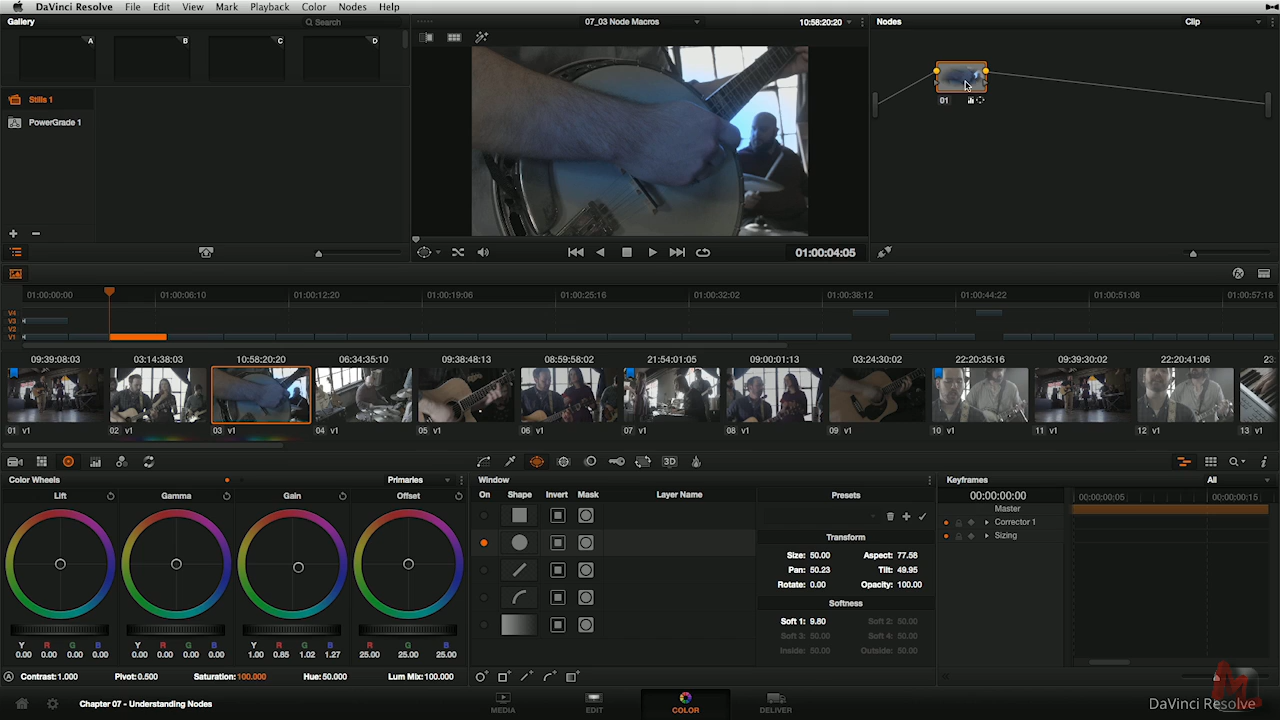 DaVinci Resolve File Edit View Mark Playback Color Nodes Help
Gallery Search 07_03 Node Macros 10:58:20:20 Nodes Clip
A B C D
Stills 1
PowerGrade 1
01
01:00:04:05
01:00:00:00 01:00:06:10 01:00:12:20 01:00:19:06 01:00:25:16 01:00:32:02 01:00:38:12 01:00:44:22 01:00:51:08 01:00:57:18
V4
V3
V2
V1
09:39:08:03 03:14:38:03 10:58:20:20 06:34:35:10 09:38:48:13 08:59:58:02 21:54:01:05 09:00:01:13 03:24:30:02 22:20:35:16 09:39:30:02 22:20:41:06 23
01 V1 02 V1 03 V1 04 V1 05 V1 06 V1 07 V1 08 V1 09 V1 10 V1 11 V1 12 V1 13 V1
3D
Color Wheels Primaries Window Keyframes All
Lift Gamma Gain Offset
On Shape Invert Mask Layer Name Presets
00:00:00:00 00:00:00:05 00:00:00:15
Master
Corrector 1
Sizing
Transform
Size: 50.00 Aspect: 77.58
Pan: 50.23 Tilt: 49.95
Rotate: 0.00 Opacity: 100.00
Softness
Soft 1: 9.80 Soft 2: 50.00
Soft 3: 50.00 Soft 4: 50.00
Inside: 50.00 Outside: 50.00
Y R G B Y R G B Y R G B R G B
0.00 0.00 0.00 0.00 0.00 0.00 0.00 0.00 1.00 0.65 1.02 1.27 25.00 25.00 25.00
A Contrast: 1.000 Pivot: 0.500 Saturation: 100.000 Hue: 50.000 Lum Mix: 100.000
Chapter 07 - Understanding Nodes MEDIA EDIT COLOR DELIVER DaVinci Resolve